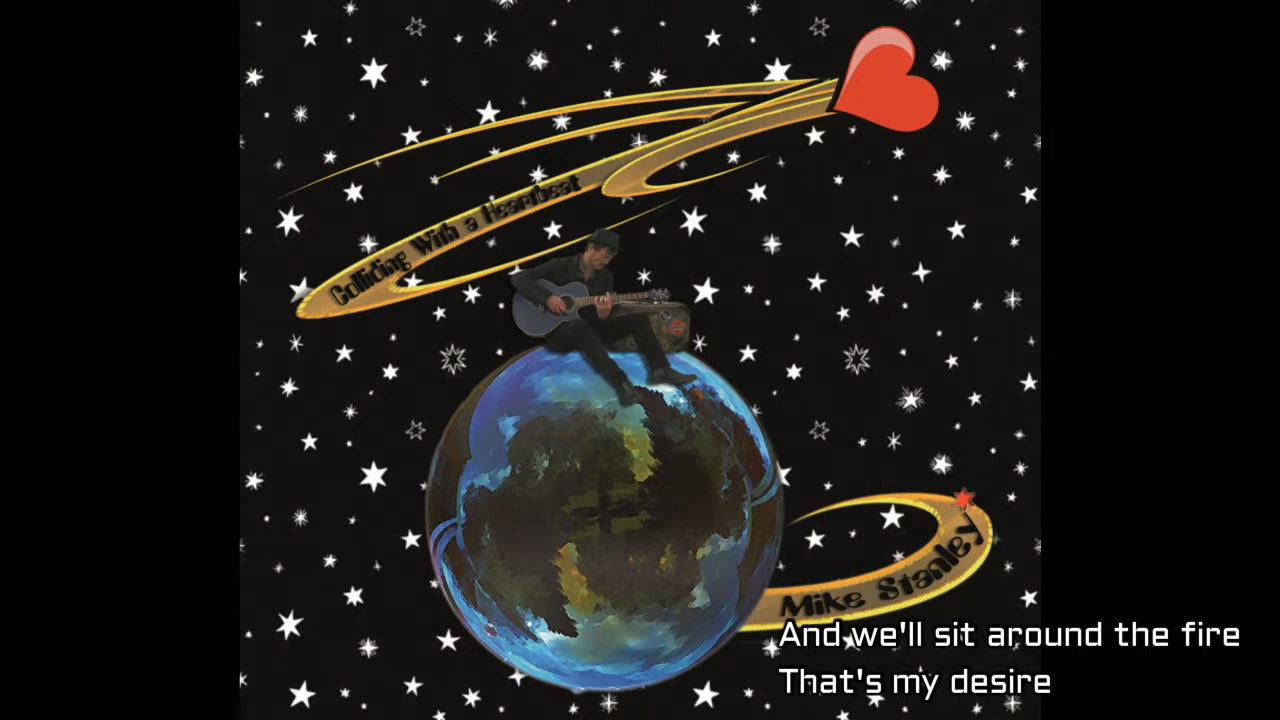 Colliding With a Heartbeat
Mike Stanley
And we'll sit around the fire
That's my desire